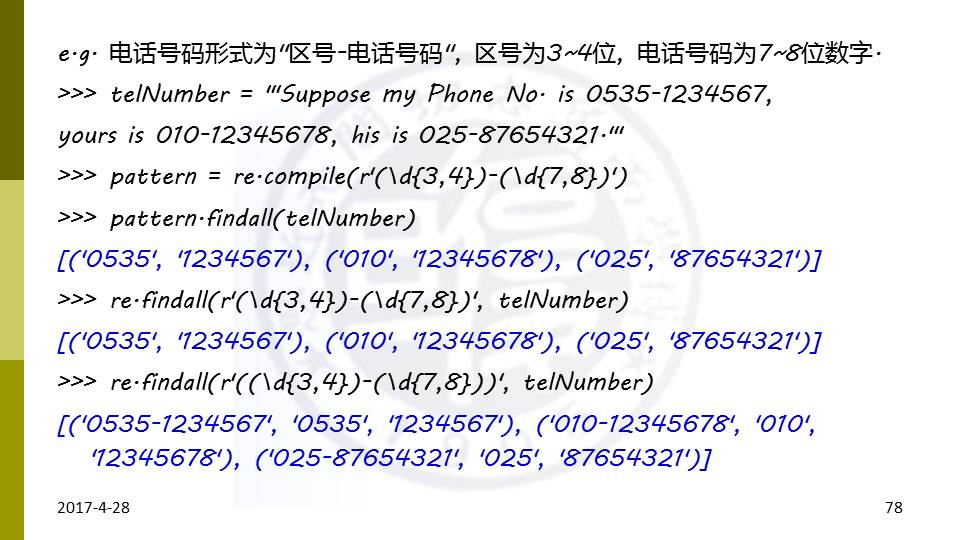 e.g. 电话号码形式为"区号-电话号码", 区号为3~4位, 电话号码为7~8位数字.
>>> telNumber = '''Suppose my Phone No. is 0535-1234567,
yours is 010-12345678, his is 025-87654321.'''
>>> pattern = re.compile(r'(\d{3,4})-(\d{7,8})')
>>> pattern.findall(telNumber)
[('0535', '1234567'), ('010', '12345678'), ('025', '87654321')]
>>> re.findall(r'(\d{3,4})-(\d{7,8})', telNumber)
[('0535', '1234567'), ('010', '12345678'), ('025', '87654321')]
>>> re.findall(r'((\d{3,4})-(\d{7,8}))', telNumber)
[('0535-1234567', '0535', '1234567'), ('010-12345678', '010',
'12345678'), ('025-87654321', '025', '87654321')]
2017-4-28
78